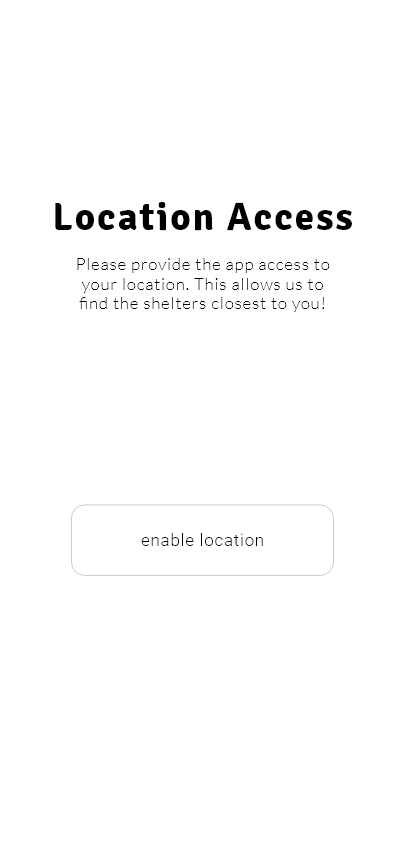 Location Access
Please provide the app access to
your location. This allows us to
find the shelters closest to you!
enable location